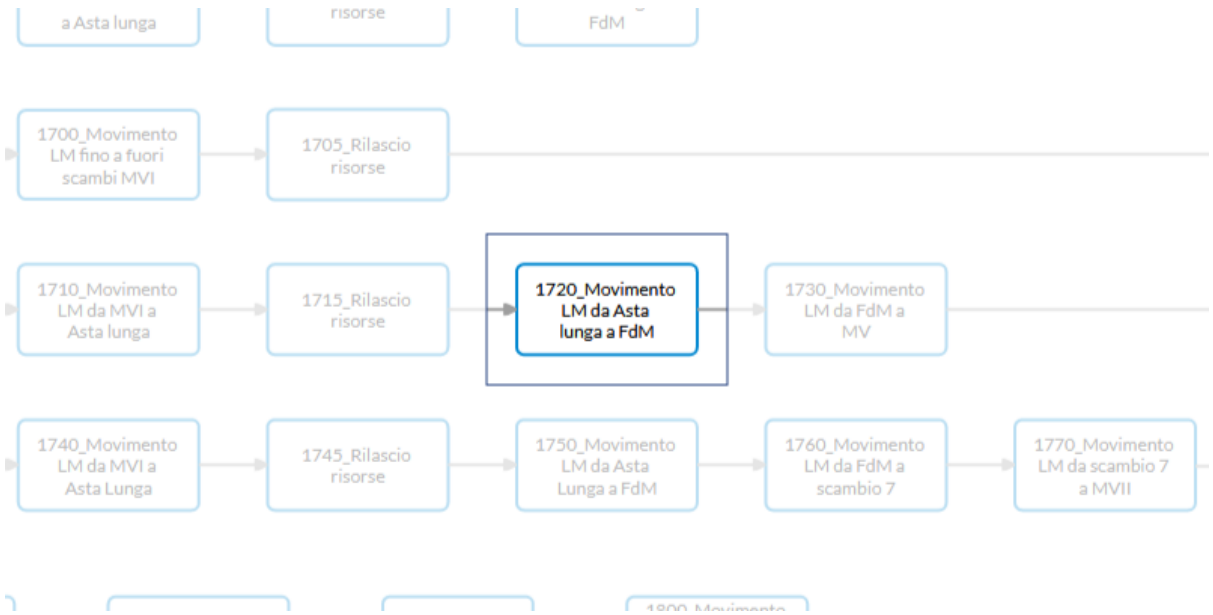 a Asta lunga
risorse
FdM
1700_Movimento
LM fino a fuori
scambi MVI
1705_Rilascio
risorse
1710_Movimento
LM da MVI a
Asta lunga
1715_Rilascio
risorse
1720_Movimento
LM da Asta
lunga a FdM
1730_Movimento
LM da FdM a
MV
1740_Movimento
LM da MVI a
Asta Lunga
1745_Rilascio
risorse
1750_Movimento
LM da Asta
Lunga a FdM
1760_Movimento
LM da FdM a
scambio 7
1770_Movimento
LM da scambio 7
a MVII
1800_Movimento